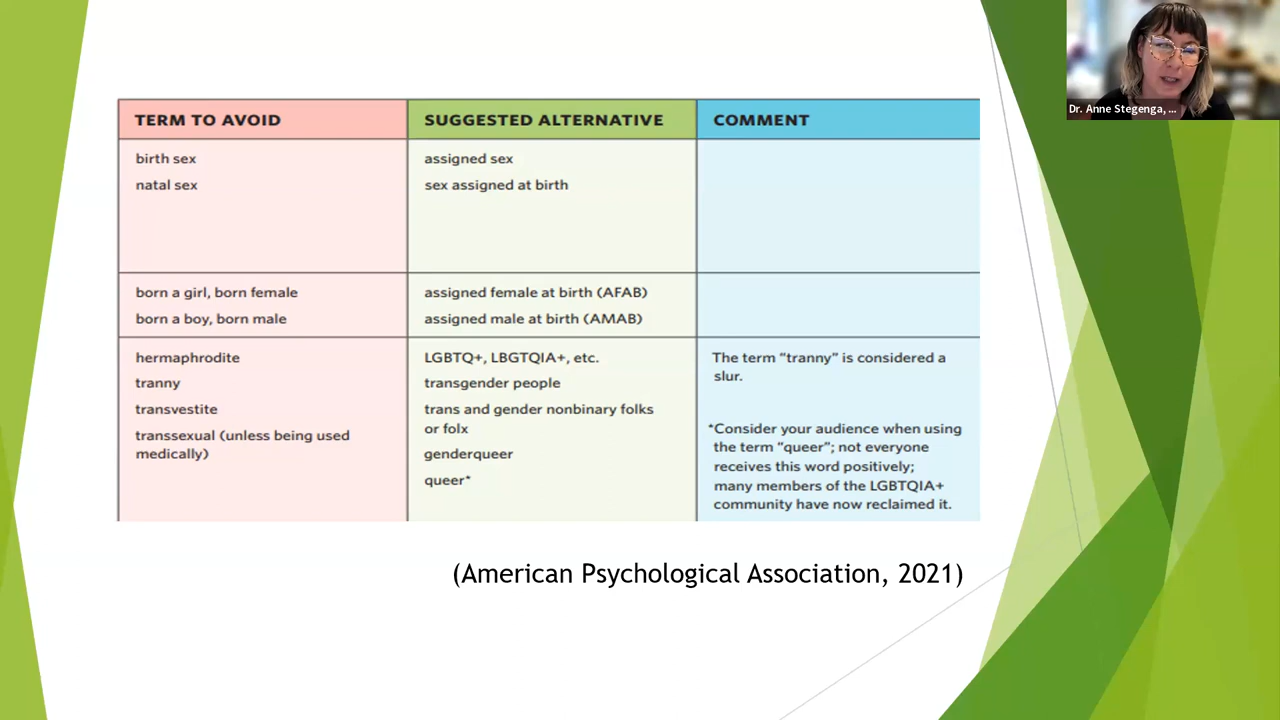 Dr. Anne Stegenga, ...
TERM TO AVOID
SUGGESTED ALTERNATIVE
COMMENT
birth sex
natal sex
assigned sex
sex assigned at birth
born a girl, born female
born a boy, born male
assigned female at birth (AFAB)
assigned male at birth (AMAB)
hermaphrodite
tranny
transvestite
transsexual (unless being used
medically)
LGBTQ+, LBGTQIA+, etc.
transgender people
trans and gender nonbinary folks
or folx
genderqueer
queer*
The term “tranny” is considered a
slur.
*Consider your audience when using
the term “queer”; not everyone
receives this word positively;
many members of the LGBTQIA+
community have now reclaimed it.
(American Psychological Association, 2021)